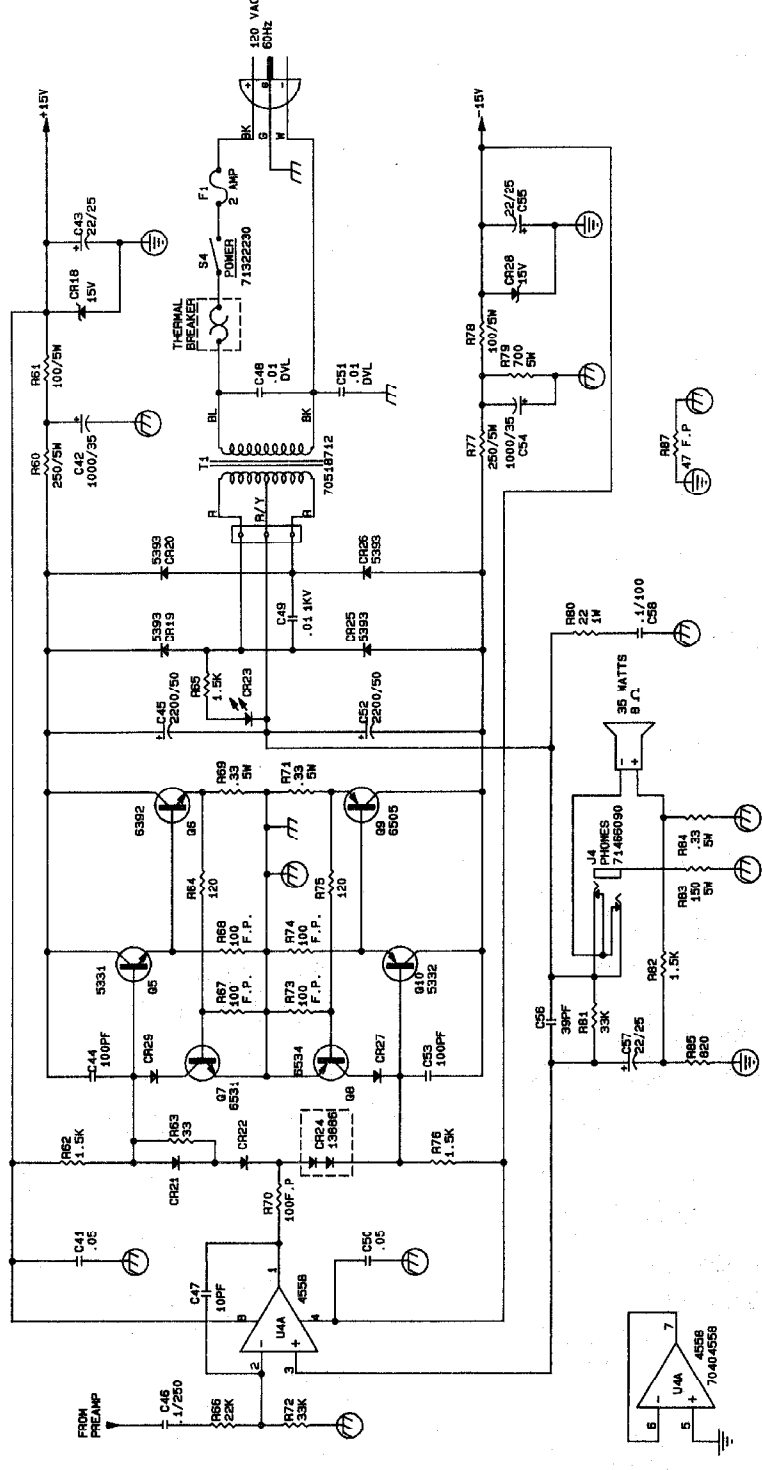 120 VAC
60Hz
+
G
-
BK
G
W
F1
2 AMP
S4
POWER
71322230
THERMAL
BREAKER
BL
BK
C48
.01
DVL
C51
.01
DVL
T1
70518712
R
R/Y
R
+15V
C43
22/25
CR18
15V
R61
100/5W
R60
250/5W
C42
1000/35
-15V
22/25
C55
CR28
15V
R78
100/5W
R79
700
5W
R77
250/5W
1000/35
C54
R87
47 F.P
5393
CR20
CR26
5393
5393
CR19
CR25
5393
C49
.01 1KV
R65
1.5K
CR23
C45
2200/50
C52
2200/50
R80
22
1W
.1/100
C58
35 WATTS
8 Ω
-
+
6392
Q6
R69
.33
5W
R71
.33
5W
Q9
6505
R64
120
R75
120
J4
PHONES
71466090
R84
.33
5W
R83
150
5W
5331
Q5
R68
100
F.P.
R74
100
F.P.
R67
100
F.P.
R73
100
F.P.
Q10
5332
R82
1.5K
C56
39PF
R81
33K
C57
22/25
R85
820
C44
100PF
CR29
Q7
6531
6534
Q8
CR27
C53
100PF
R62
1.5K
R63
33
CR21
CR22
CR24
13686
R76
1.5K
R70
100F.P
C41
.05
C50
.05
C47
10PF
8
1
4
2
3
-
+
U4A
4558
FROM
PREAMP
C46
.1/250
R66
22K
R72
33K
6
5
7
-
+
U4A
4558
70404558